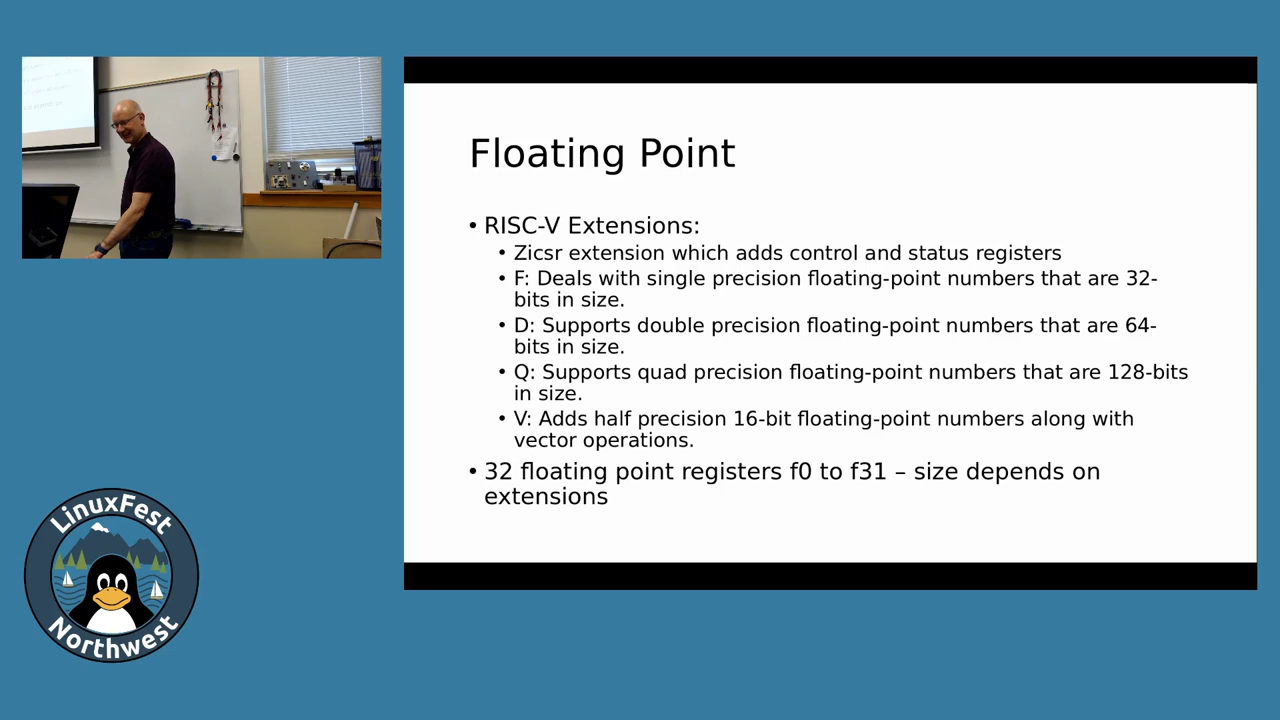 Floating Point
• RISC-V Extensions:
• Zicsr extension which adds control and status registers
• F: Deals with single precision floating-point numbers that are 32-
bits in size.
• D: Supports double precision floating-point numbers that are 64-
bits in size.
• Q: Supports quad precision floating-point numbers that are 128-bits
in size.
• V: Adds half precision 16-bit floating-point numbers along with
vector operations.
• 32 floating point registers f0 to f31 – size depends on
extensions
LinuxFest
Northwest